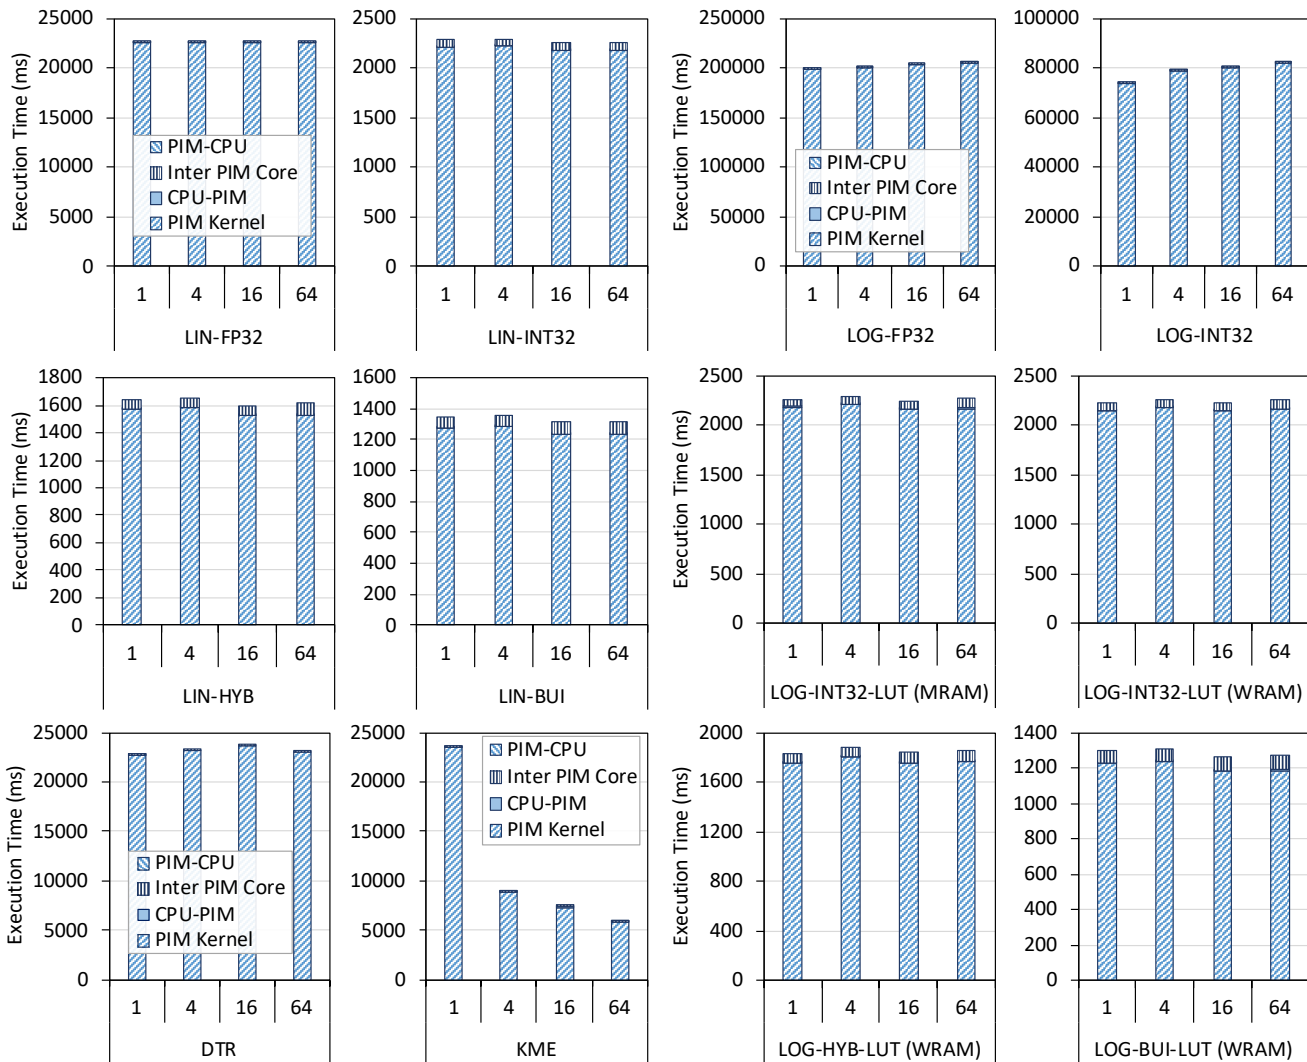 Execution Time (ms)
25000
20000
15000
10000
5000
0
PIM-CPU
Inter PIM Core
CPU-PIM
PIM Kernel
1 4 16 64
LIN-FP32
2500
2000
1500
1000
500
0
1 4 16 64
LIN-INT32
Execution Time (ms)
250000
200000
150000
100000
50000
0
PIM-CPU
Inter PIM Core
CPU-PIM
PIM Kernel
1 4 16 64
LOG-FP32
100000
80000
60000
40000
20000
0
1 4 16 64
LOG-INT32
Execution Time (ms)
1800
1600
1400
1200
1000
800
600
400
200
0
1 4 16 64
LIN-HYB
1600
1400
1200
1000
800
600
400
200
0
1 4 16 64
LIN-BUI
Execution Time (ms)
2500
2000
1500
1000
500
0
1 4 16 64
LOG-INT32-LUT (MRAM)
2500
2000
1500
1000
500
0
1 4 16 64
LOG-INT32-LUT (WRAM)
Execution Time (ms)
25000
20000
15000
10000
5000
0
PIM-CPU
Inter PIM Core
CPU-PIM
PIM Kernel
1 4 16 64
DTR
25000
20000
15000
10000
5000
0
PIM-CPU
Inter PIM Core
CPU-PIM
PIM Kernel
1 4 16 64
KME
Execution Time (ms)
2000
1600
1200
800
400
0
1 4 16 64
LOG-HYB-LUT (WRAM)
1400
1200
1000
800
600
400
200
0
1 4 16 64
LOG-BUI-LUT (WRAM)